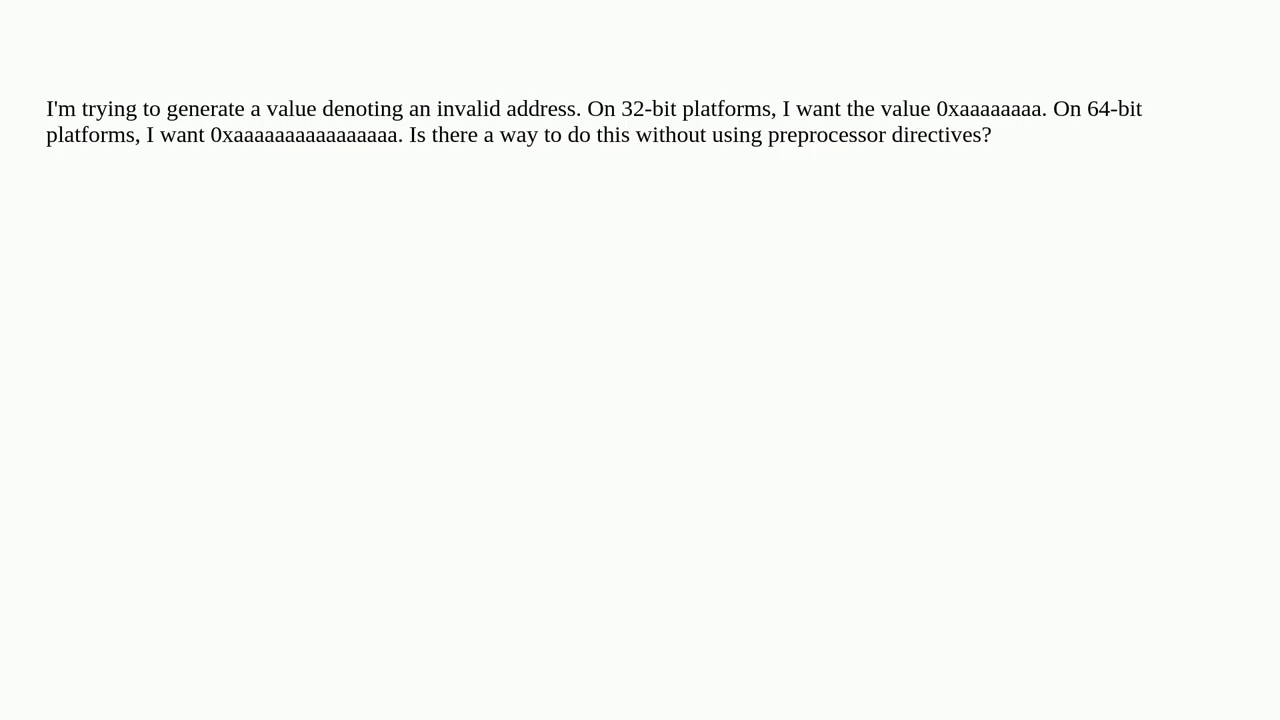 I'm trying to generate a value denoting an invalid address. On 32-bit platforms, I want the value 0xaaaaaaaa. On 64-bit
platforms, I want 0xaaaaaaaaaaaaaaaa. Is there a way to do this without using preprocessor directives?